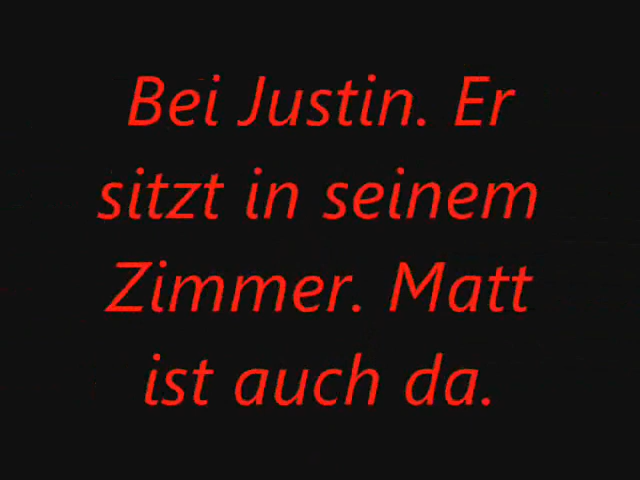 Bei Justin. Er
sitzt in seinem
Zimmer. Matt
ist auch da.